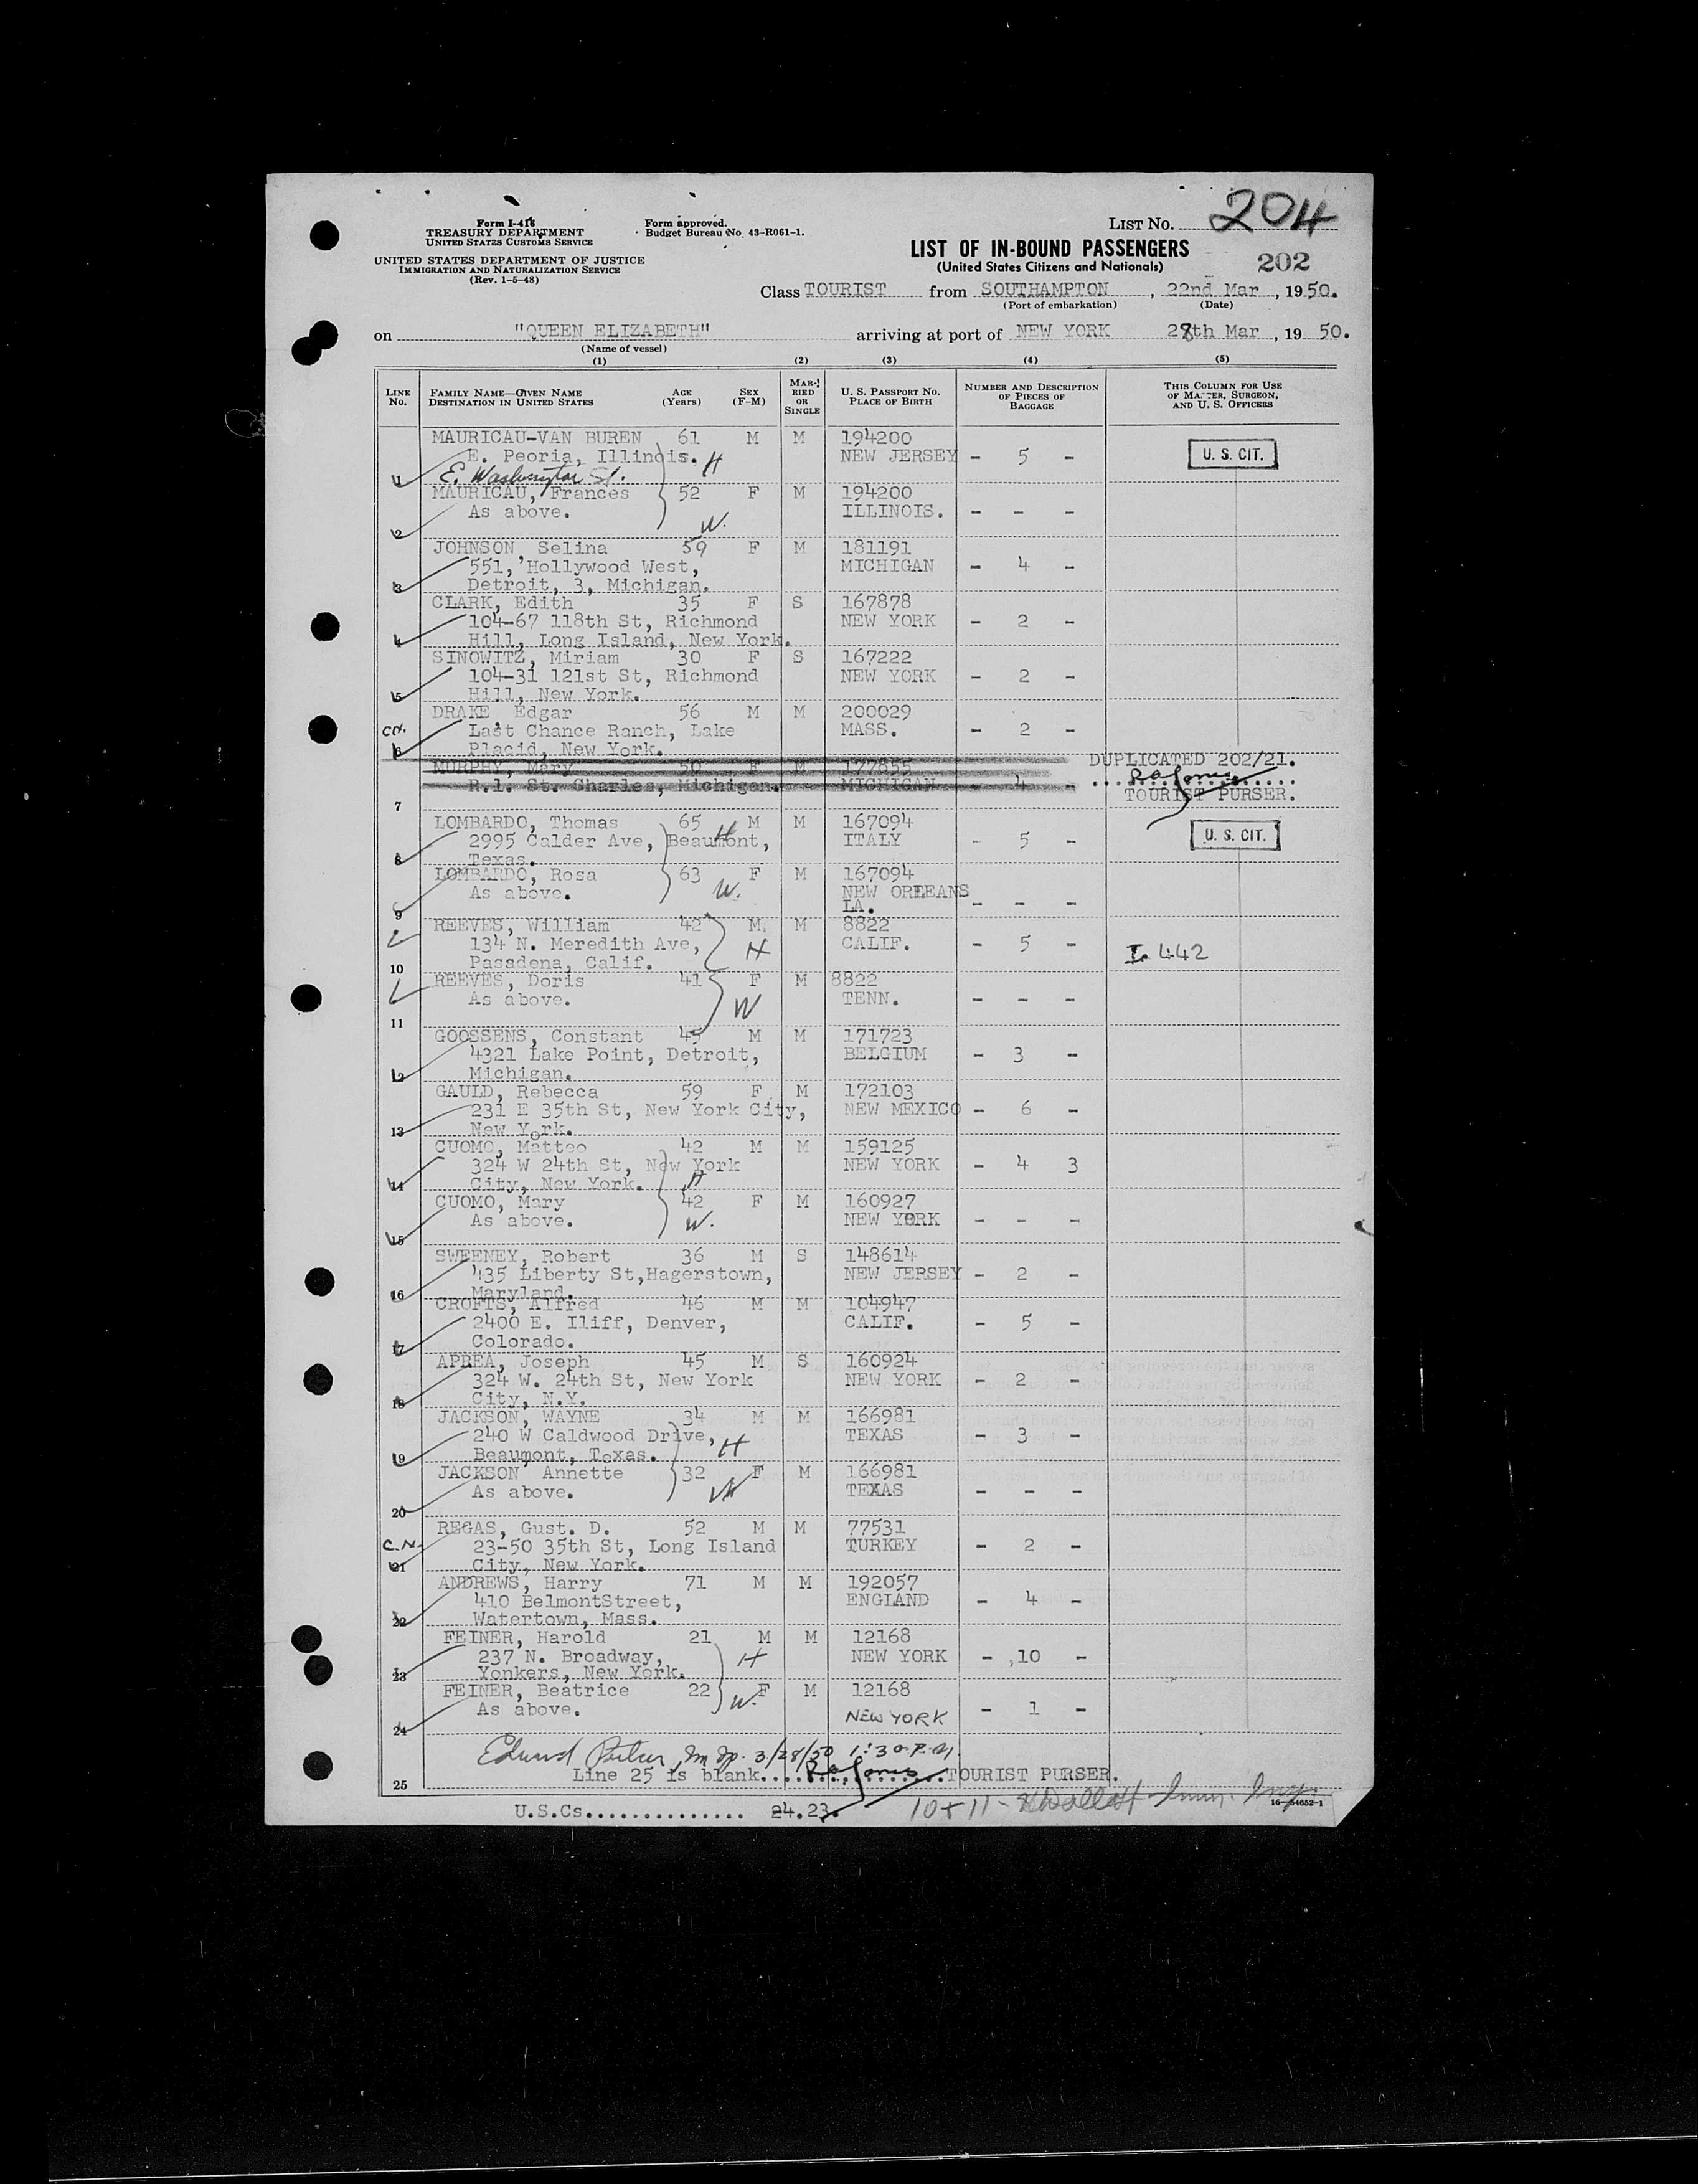 204
Form I-418
TREASURY DEPARTMENT
UNITED STATES CUSTOMS SERVICE
UNITED STATES DEPARTMENT OF JUSTICE
IMMIGRATION AND NATURALIZATION SERVICE
(Rev. 1-5-48)
Form approved.
Budget Bureau No. 43-R061-1.
LIST NO.
LIST OF IN-BOUND PASSENGERS
(United States Citizens and Nationals)
202
Class TOURIST from SOUTHAMPTON, 22nd Mar, 1950.
(Port of embarkation) (Date)
on "QUEEN ELIZABETH" arriving at port of NEW YORK 28th Mar, 19 50.
(Name of vessel)
(1) (2) (3) (4) (5)
LINE No. FAMILY NAME—GIVEN NAME DESTINATION IN UNITED STATES AGE (Years) SEX (F-M) MARRIED OR SINGLE U. S. PASSPORT NO. PLACE OF BIRTH NUMBER AND DESCRIPTION OF PIECES OF BAGGAGE THIS COLUMN FOR USE OF MASTER, SURGEON, AND U. S. OFFICERS
MAURICAU-VAN BUREN 61 M M 194200
E. Peoria, Illinois. H NEW JERSEY - 5 - U. S. CIT.
1 E. Washington St.
MAURICAU, Frances 52 F M 194200
As above. ILLINOIS. - - -
2 W.
JOHNSON, Selina 59 F M 181191
551, 'Hollywood West, MICHIGAN - 4 -
3 Detroit, 3, Michigan.
CLARK, Edith 35 F S 167878
104-67 118th St, Richmond NEW YORK - 2 -
4 Hill, Long Island, New York.
SINOWITZ, Miriam 30 F S 167222
104-31 121st St, Richmond NEW YORK - 2 -
5 Hill, New York.
DRAKE, Edgar 56 M M 200029
Last Chance Ranch, Lake MASS. - 2 -
6 Placid, New York.
MURPHY, Mary 50 F M 177855 DUPLICATED 202/21.
R.1. St. Charles, Michigan. MICHIGAN - 4 -
7 TOURIST PURSER.
LOMBARDO, Thomas 65 M M 167094
2995 Calder Ave, Beaumont, H ITALY - 5 - U. S. CIT.
8 Texas.
LOMBARDO, Rosa 63 F M 167094
As above. W. NEW ORLEANS
9 LA. - - -
REEVES, William 42 M. M 8822
134 N. Meredith Ave, H CALIF. - 5 - I. 442
10 Pasadena, Calif.
REEVES, Doris 41 F M 8822
As above. W TENN. - - -
11
GOOSSENS, Constant 45 M M 171723
4321 Lake Point, Detroit, BELGIUM - 3 -
12 Michigan.
GAULD, Rebecca 59 F M 172103
231 E 35th St, New York City, NEW MEXICO - 6 -
13 New York.
CUOMO, Matteo 42 M M 159125
324 W 24th St, New York NEW YORK - 4 3
14 City, New York. H
CUOMO, Mary 42 F M 160927
As above. W. NEW YORK - - -
15
SWEENEY, Robert 36 M S 148614
435 Liberty St,Hagerstown, NEW JERSEY - 2 -
16 Maryland.
CROFTS, Alfred 46 M M 104947
2400 E. Iliff, Denver, CALIF. - 5 -
17 Colorado.
APREA, Joseph 45 M S 160924
324 W. 24th St, New York NEW YORK - 2 -
18 City, N.Y.
JACKSON, WAYNE 34 M M 166981
240 W Caldwood Drive, H TEXAS - 3 -
19 Beaumont, Texas.
JACKSON, Annette 32 F M 166981
As above. W TEXAS - - -
20
REGAS, Gust. D. 52 M M 77531
C.N. 23-50 35th St, Long Island TURKEY - 2 -
21 City, New York.
ANDREWS, Harry 71 M M 192057
410 BelmontStreet, ENGLAND - 4 -
22 Watertown, Mass.
FEINER, Harold 21 M M 12168
237 N. Broadway, H NEW YORK - 10 -
23 Yonkers, New York.
FEINER, Beatrice 22 F M 12168
As above. W. NEW YORK - 1 -
24
3/28/50 1:30 P.M.
25 Line 25 is blank.................TOURIST PURSER.
U.S.Cs.............. 24.23. 10 + 11 -
16-54652-1